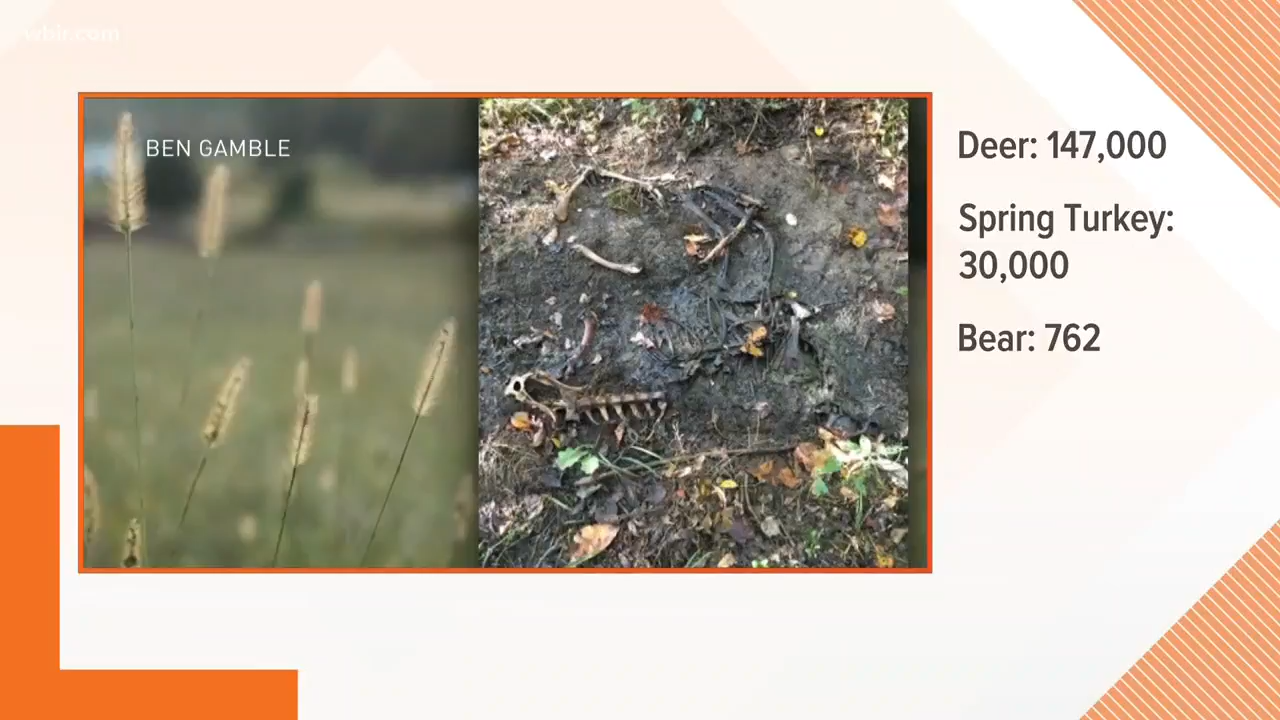 wbir.com
BEN GAMBLE
Deer: 147,000
Spring Turkey:
30,000
Bear: 762